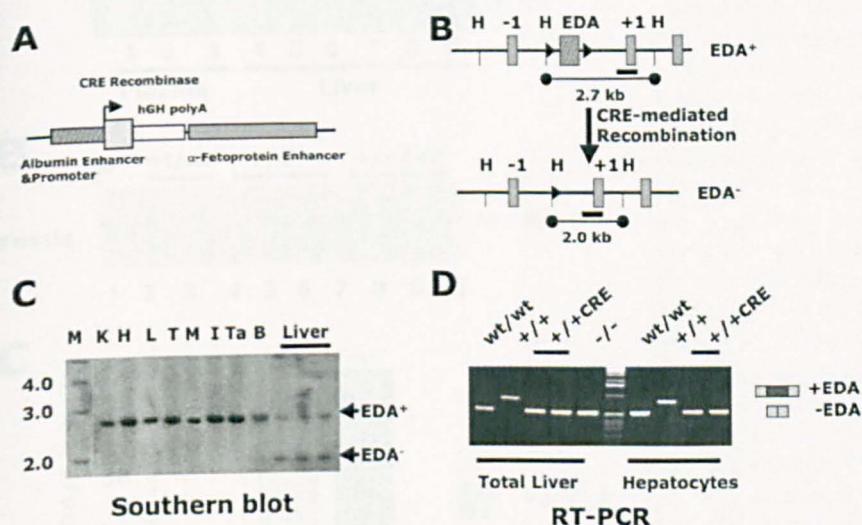 A
CRE Recombinase
hGH polyA
Albumin Enhancer
&Promoter
α-Fetoprotein Enhancer
B
H -1 H EDA +1 H
EDA⁺
2.7 kb
CRE-mediated
Recombination
H -1 H +1 H
EDA⁻
2.0 kb
C
M K H L T M I Ta B Liver
4.0
3.0
2.0
EDA⁺
EDA⁻
Southern blot
D
wt/wt +/+ +/+CRE -/- wt/wt +/+ +/+CRE
+EDA
-EDA
Total Liver Hepatocytes
RT-PCR